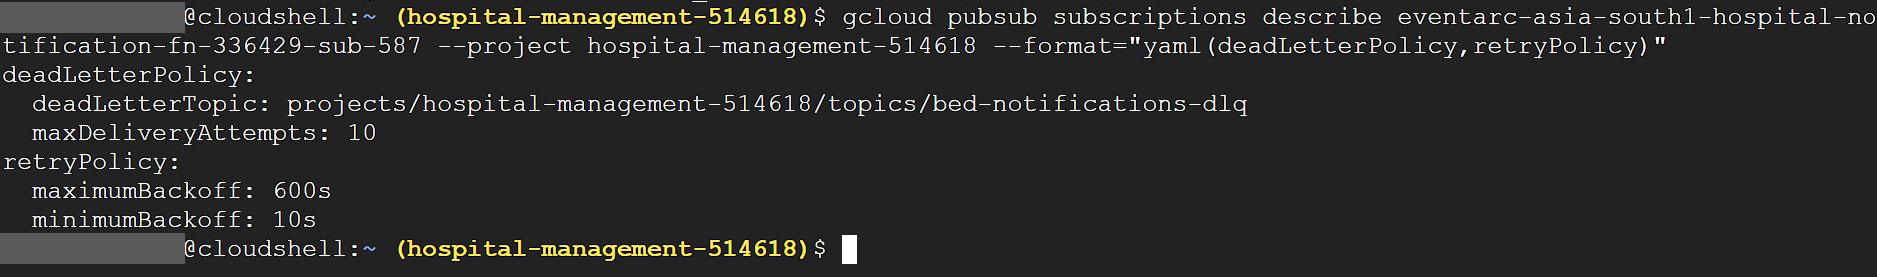 @cloudshell:~ (hospital-management-514618)$ gcloud pubsub subscriptions describe eventarc-asia-south1-hospital-no
tification-fn-336429-sub-587 --project hospital-management-514618 --format="yaml(deadLetterPolicy,retryPolicy)"
deadLetterPolicy:
  deadLetterTopic: projects/hospital-management-514618/topics/bed-notifications-dlq
  maxDeliveryAttempts: 10
retryPolicy:
  maximumBackoff: 600s
  minimumBackoff: 10s
@cloudshell:~ (hospital-management-514618)$